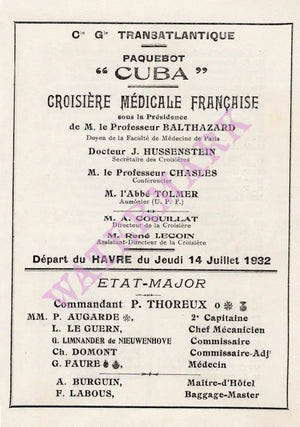 Cie Gle TRANSATLANTIQUE
PAQUEBOT
“ CUBA ”
CROISIÈRE MÉDICALE FRANÇAISE
sous la Présidence
de M. le Professeur BALTHAZARD
Doyen de la Faculté de Médecine de Paris
Docteur J. HUSSENSTEIN
Secrétaire des Croisières
M. le Professeur CHASLES
Conférencier
M. l'Abbé TOLMER
Aumônier (U. P. F.)
M. A. COQUILLAT
Directeur de la Croisière
M. René LECOIN
Assistant-Directeur de la Croisière
Départ du HAVRE du Jeudi 14 Juillet 1932
ETAT-MAJOR
Commandant P. THOREUX
MM. P. AUGARDE , 2e Capitaine
L. LE GUERN, Chef Mécanicien
G. LIMNANDER de NIEUWENHOVE Commissaire
Ch. DOMONT Commissaire-Adjt
G. FAURE Médecin
A. BURGUIN, Maître-d'Hôtel
F. LABOUS, Baggage-Master
WATERMARK